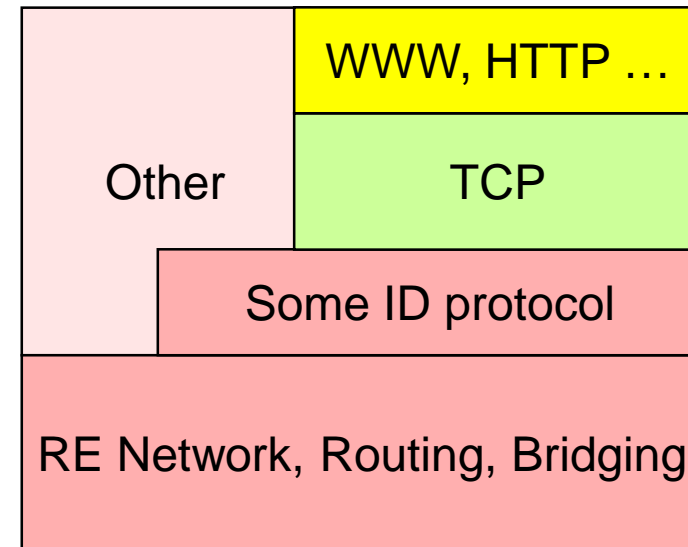 WWW, HTTP …
Other
TCP
Some ID protocol
RE Network, Routing, Bridging